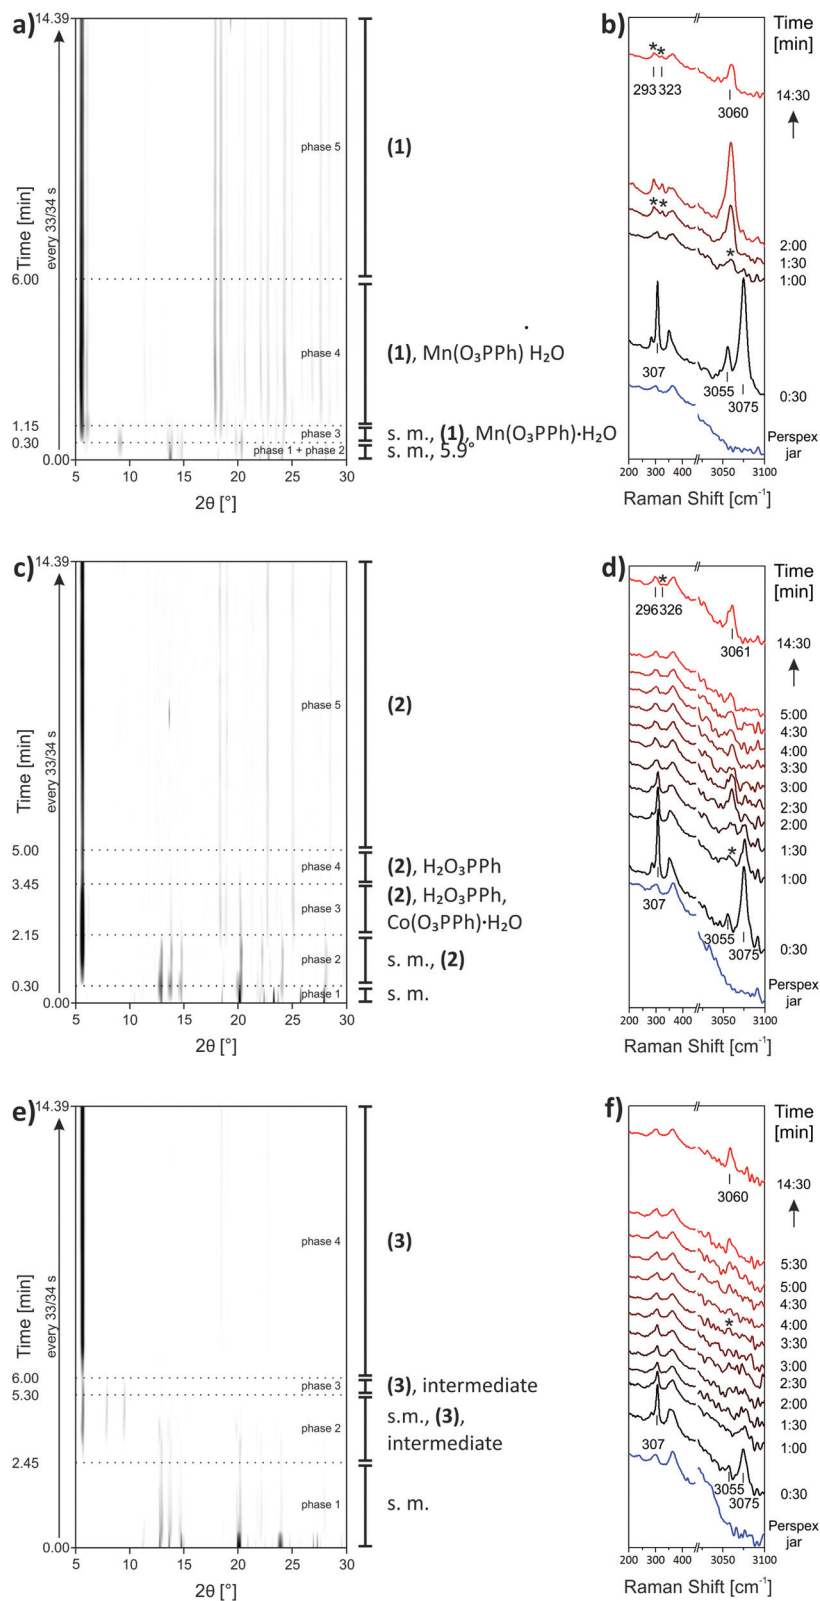 a)
14.39
Time [min]
every 33/34 s
6.00
1.15
0.30
0.00
phase 5
phase 4
phase 3
phase 1 + phase 2
5 10 15 20 25 30
2θ [°]
(1)
(1), Mn(O₃PPh) H₂O
s. m., (1), Mn(O₃PPh)·H₂O
s. m., 5.9°
b)
Time
[min]
* *
293 323
3060
14:30
* *
*
2:00
1:30
1:00
307
3055
3075
0:30
Perspex
jar
200 300 400 3050 3100
Raman Shift [cm⁻¹]
c)
14.39
Time [min]
every 33/34 s
5.00
3.45
2.15
0.30
0.00
phase 5
phase 4
phase 3
phase 2
phase 1
5 10 15 20 25 30
2θ [°]
(2)
(2), H₂O₃PPh
(2), H₂O₃PPh,
Co(O₃PPh)·H₂O
s. m., (2)
s. m.
d)
Time
[min]
*
296 326
3061
14:30
5:00
4:30
4:00
3:30
3:00
2:30
2:00
1:30
*
1:00
307
3055
3075
0:30
Perspex
jar
200 300 400 3050 3100
Raman Shift [cm⁻¹]
e)
14.39
Time [min]
every 33/34 s
6.00
5.30
2.45
0.00
phase 4
phase 3
phase 2
phase 1
5 10 15 20 25 30
2θ [°]
(3)
(3), intermediate
s.m., (3),
intermediate
s. m.
f)
Time
[min]
3060
14:30
5:30
5:00
4:30
4:00
*
3:30
3:00
2:30
1:30
1:00
307
3055
3075
0:30
Perspex
jar
200 300 400 3050 3100
Raman Shift [cm⁻¹]